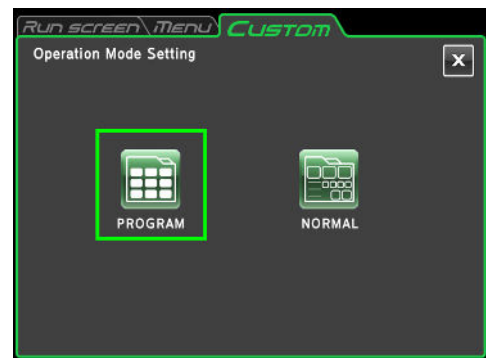 Run screen Menu Custom
Operation Mode Setting
X
PROGRAM NORMAL